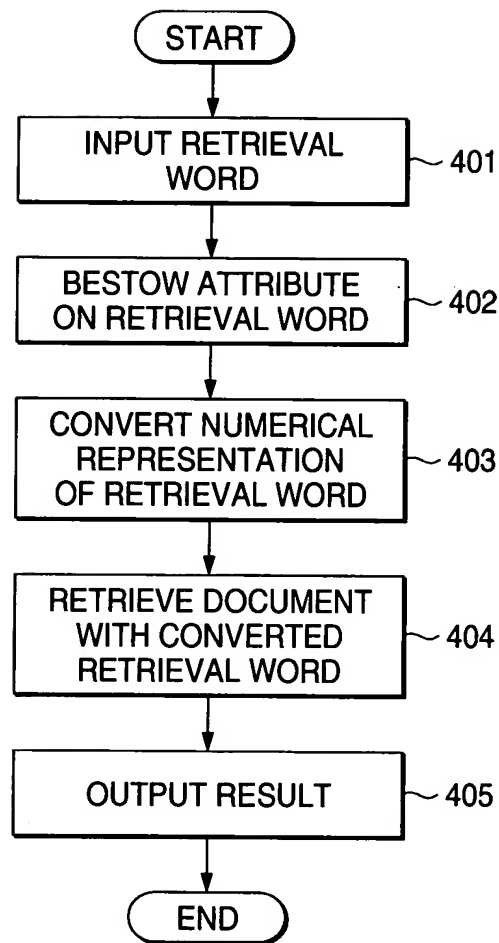 START
INPUT RETRIEVAL
WORD
401
BESTOW ATTRIBUTE
ON RETRIEVAL WORD
402
CONVERT NUMERICAL
REPRESENTATION
OF RETRIEVAL WORD
403
RETRIEVE DOCUMENT
WITH CONVERTED
RETRIEVAL WORD
404
OUTPUT RESULT
405
END